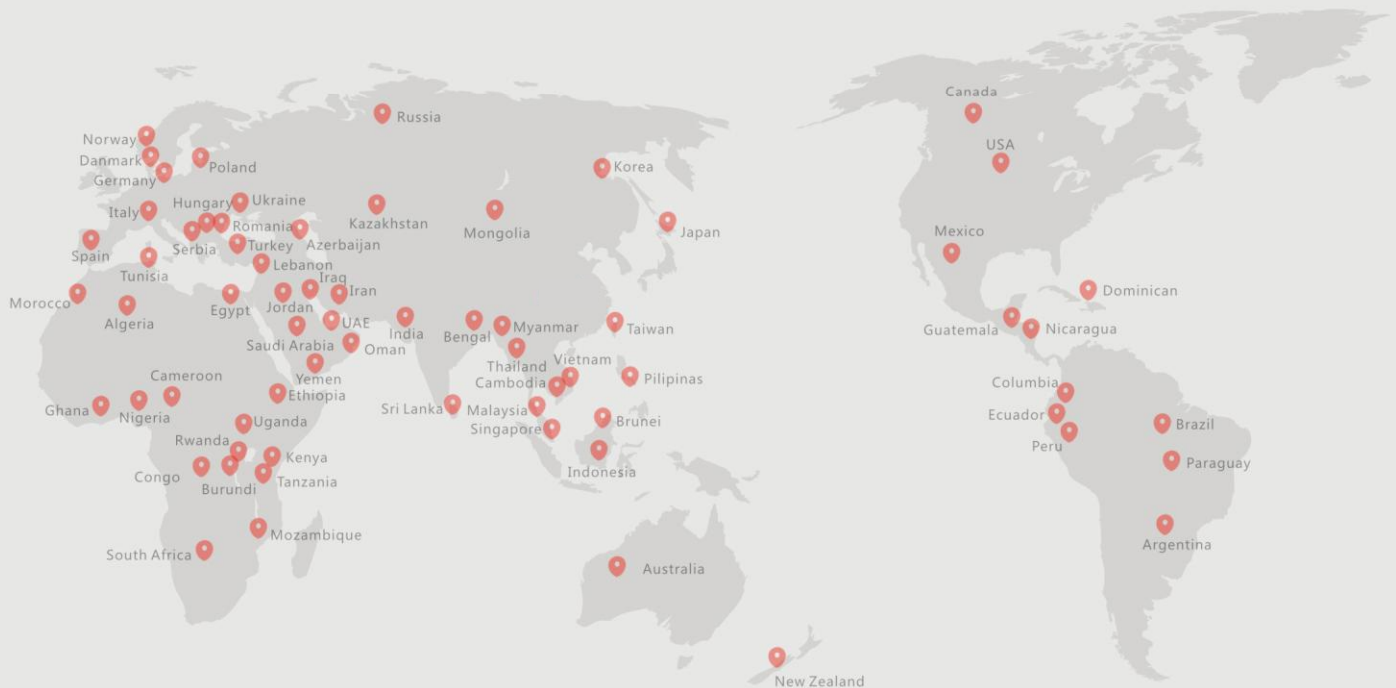 Canada
Russia
Norway
USA
Danmark
Poland
Korea
Germany
Hungary
Ukraine
Italy
Kazakhstan
Romania
Mongolia
Japan
Mexico
Serbia
Turkey
Azerbaijan
Spain
Lebanon
Tunisia
Iraq
Iran
Dominican
Morocco
Jordan
Egypt
Algeria
UAE
India
Bengal
Myanmar
Taiwan
Guatemala
Nicaragua
Saudi Arabia
Oman
Vietnam
Thailand
Cameroon
Yemen
Pilipinas
Columbia
Cambodia
Ethiopia
Ghana
Sri Lanka
Malaysia
Ecuador
Nigeria
Uganda
Brunei
Brazil
Singapore
Rwanda
Peru
Kenya
Paraguay
Indonesia
Congo
Tanzania
Burundi
Mozambique
Argentina
South Africa
Australia
New Zealand